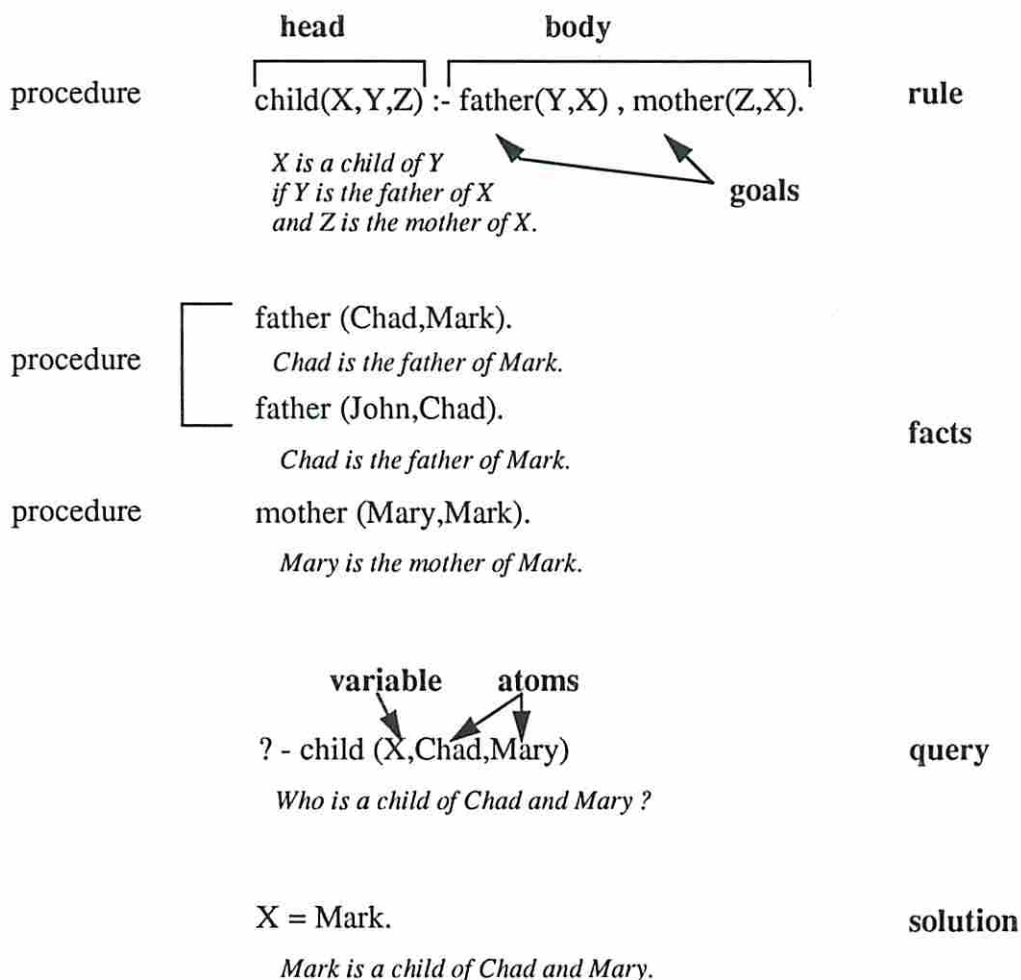 head body
procedure child(X,Y,Z) :- father(Y,X) , mother(Z,X). rule
X is a child of Y
if Y is the father of X
and Z is the mother of X.
goals
father (Chad,Mark).
procedure Chad is the father of Mark.
father (John,Chad).
facts
Chad is the father of Mark.
procedure mother (Mary,Mark).
Mary is the mother of Mark.
variable atoms
? - child (X,Chad,Mary) query
Who is a child of Chad and Mary ?
X = Mark. solution
Mark is a child of Chad and Mary.